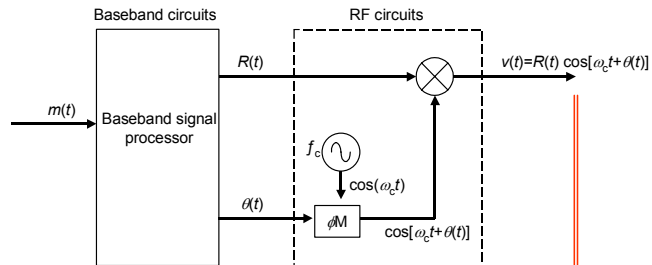 Baseband circuits
RF circuits
R(t)
v(t)=R(t) cos[ωct+θ(t)]
m(t)
Baseband signal
processor
fc
cos(ωct)
θ(t)
ϕM
cos[ωct+θ(t)]